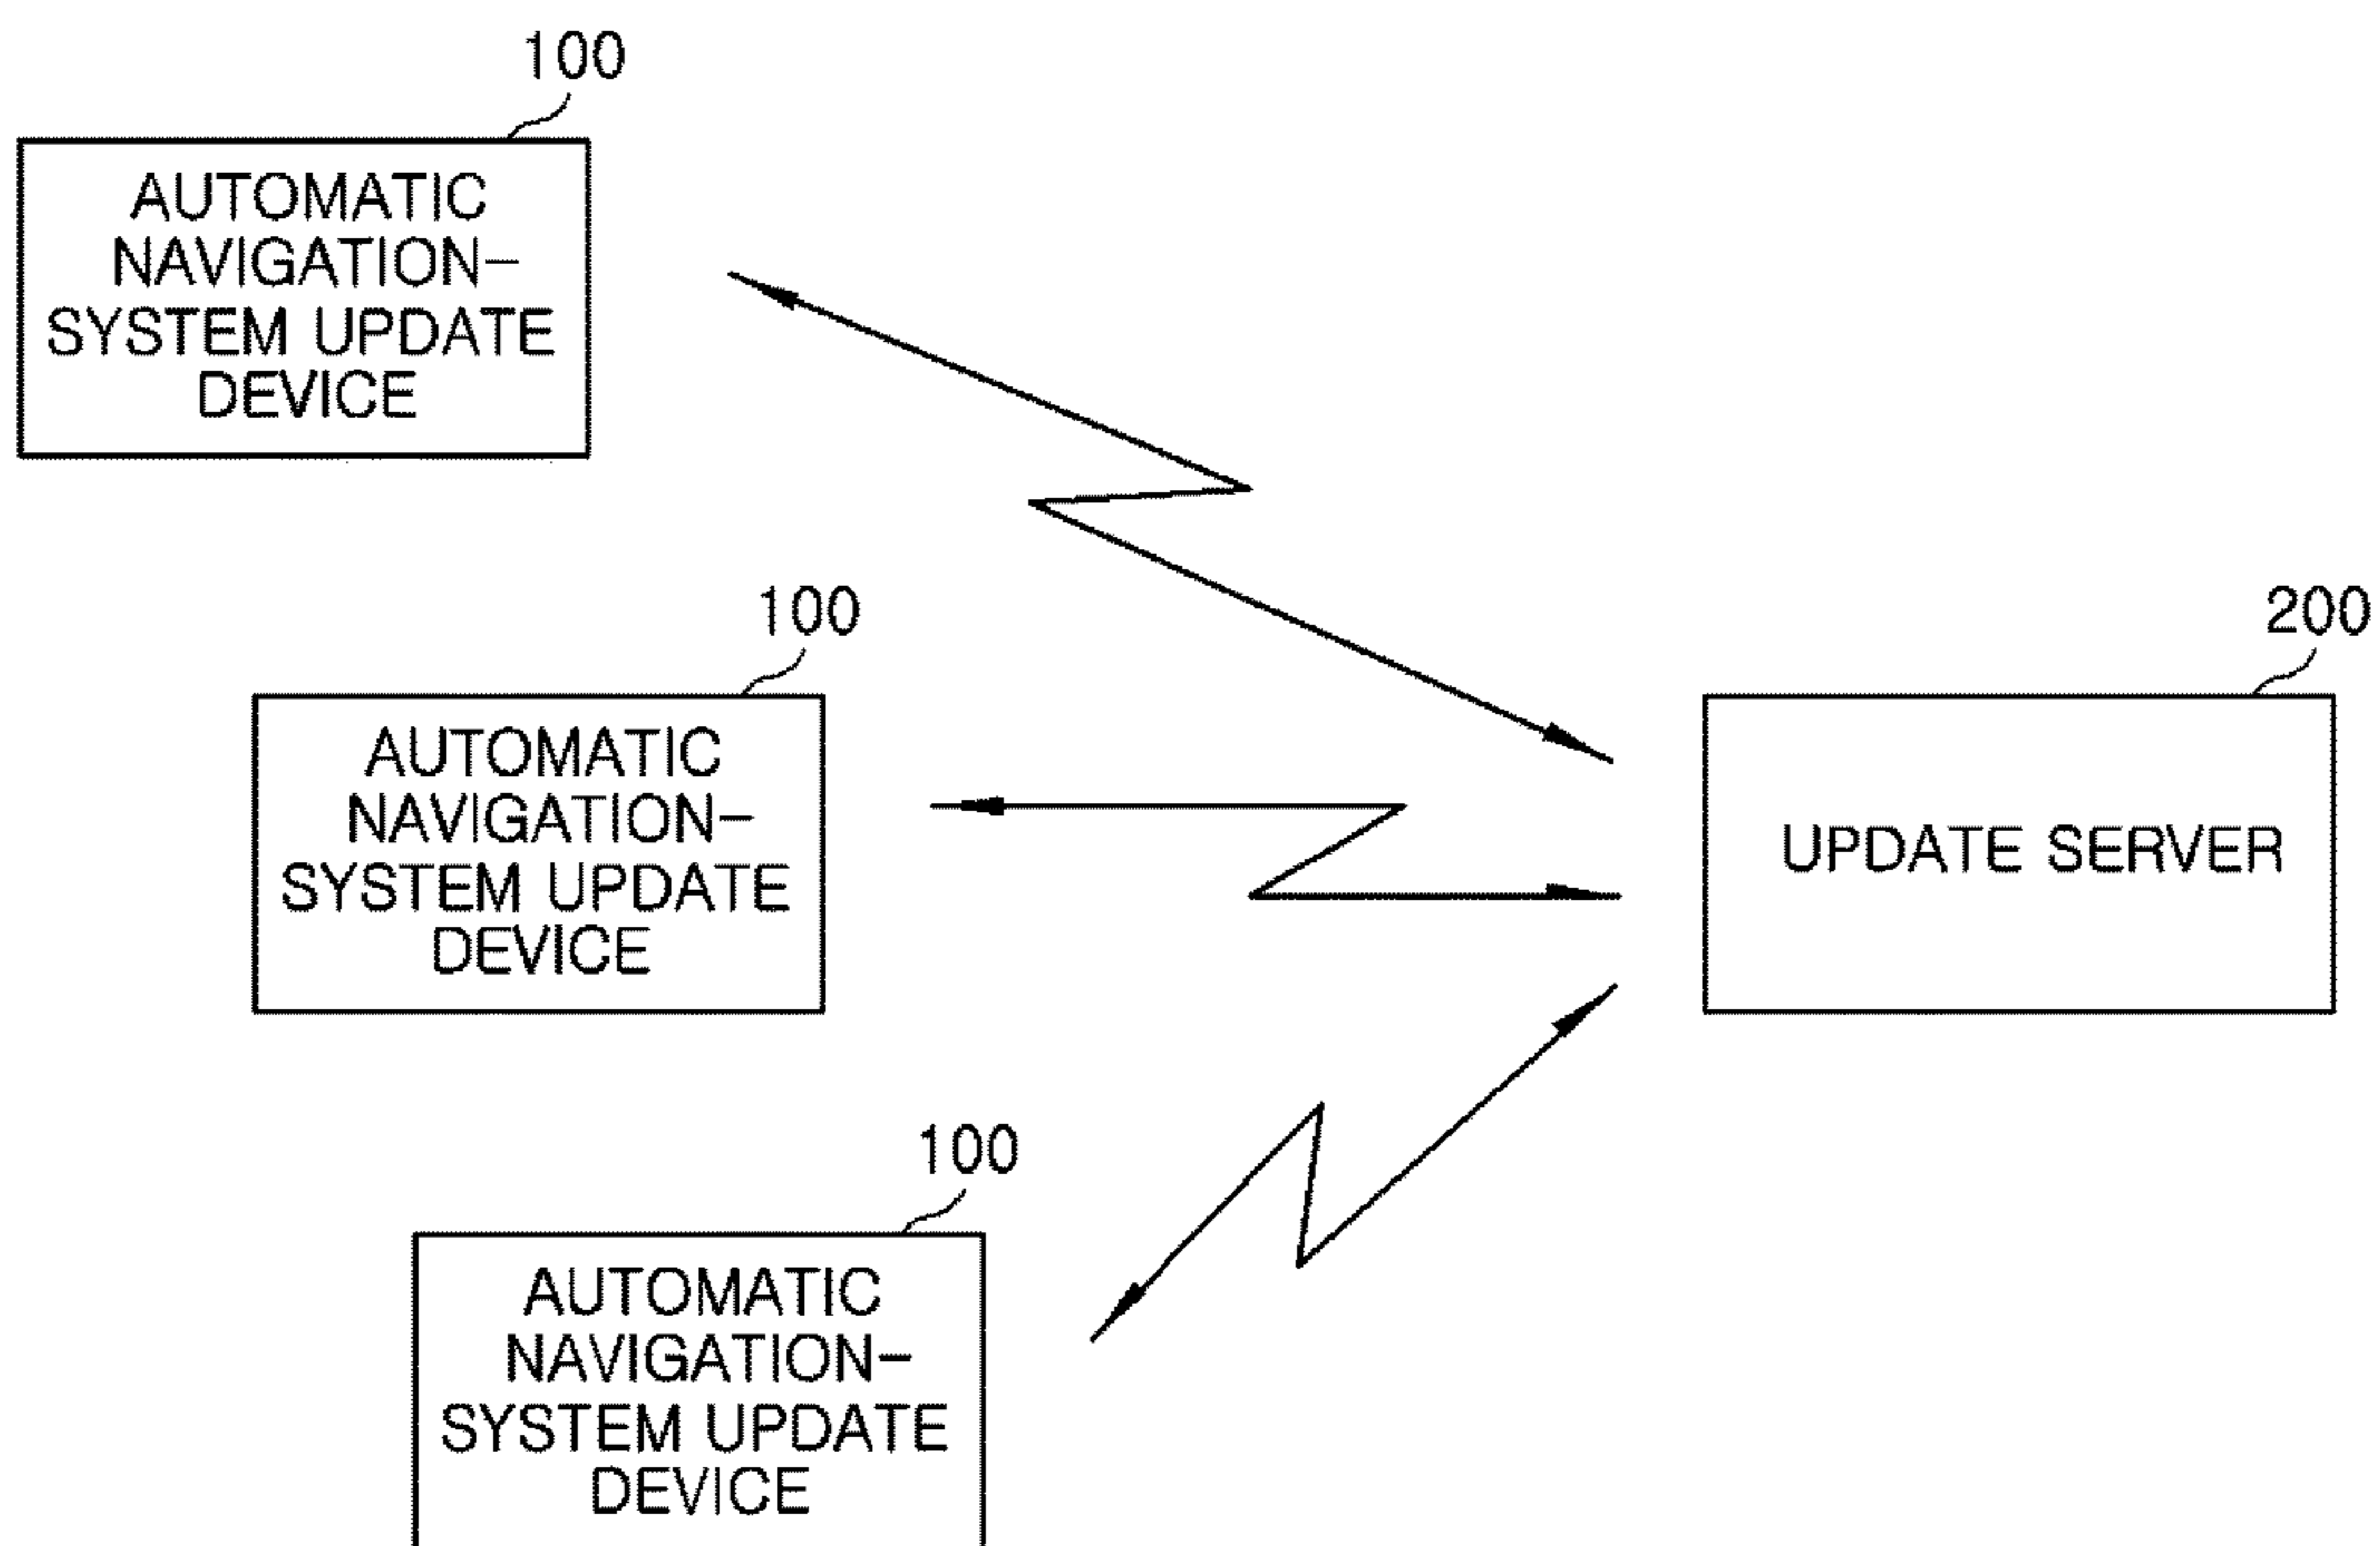 100
AUTOMATIC
NAVIGATION-
SYSTEM UPDATE
DEVICE
100
AUTOMATIC
NAVIGATION-
SYSTEM UPDATE
DEVICE
200
UPDATE SERVER
100
AUTOMATIC
NAVIGATION-
SYSTEM UPDATE
DEVICE